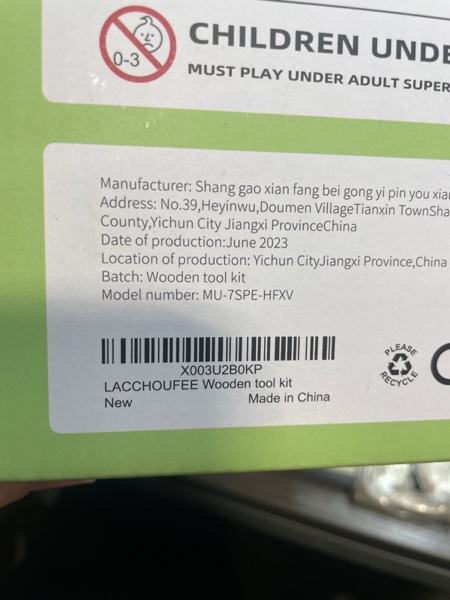 0-3
CHILDREN UNDE
MUST PLAY UNDER ADULT SUPER
Manufacturer: Shang gao xian fang bei gong yi pin you xia
Address: No.39,Heyinwu,Doumen VillageTianxin TownSha
County,Yichun City Jiangxi ProvinceChina
Date of production:June 2023
Location of production: Yichun CityJiangxi Province,China
Batch: Wooden tool kit
Model number: MU-7SPE-HFXV
X003U2B0KP
LACCHOUFEE Wooden tool kit
New Made in China
PLEASE
RECYCLE